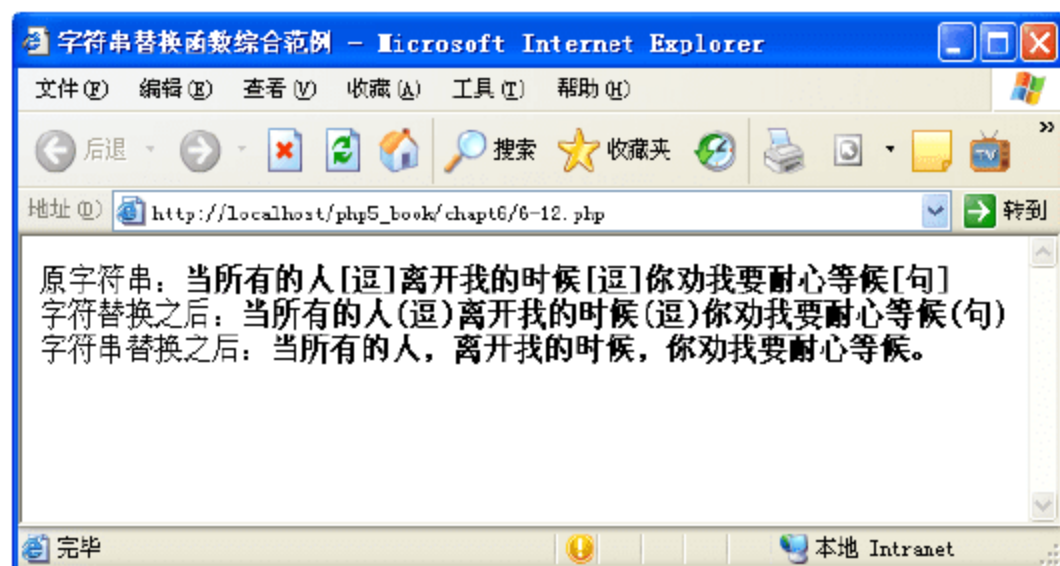 字符串替换函数综合范例 - Microsoft Internet Explorer
文件(F) 编辑(E) 查看(V) 收藏(A) 工具(T) 帮助(H)
后退 搜索 收藏夹 TV »
地址(D) http://localhost/php5_book/chapt6/6-12.php 转到
原字符串：当所有的人[逗]离开我的时候[逗]你劝我要耐心等候[句]
字符替换之后：当所有的人(逗)离开我的时候(逗)你劝我要耐心等候(句)
字符串替换之后：当所有的人，离开我的时候，你劝我要耐心等候。
完毕 本地 Intranet